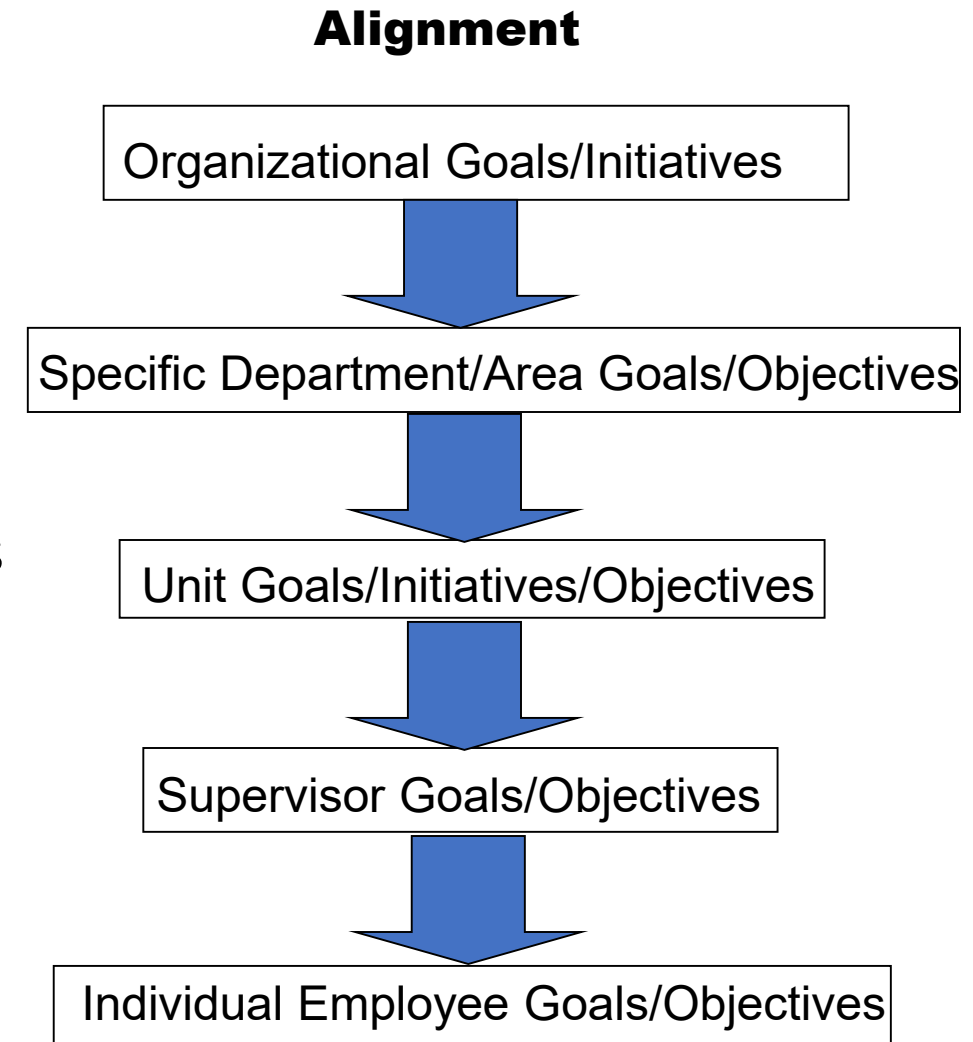 Alignment
Organizational Goals/Initiatives
Specific Department/Area Goals/Objectives
Unit Goals/Initiatives/Objectives
Supervisor Goals/Objectives
Individual Employee Goals/Objectives